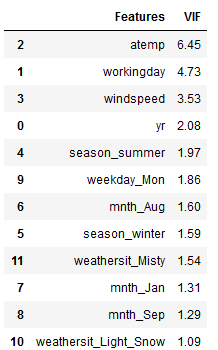 Features VIF
2 atemp 6.45
1 workingday 4.73
3 windspeed 3.53
0 yr 2.08
4 season_summer 1.97
9 weekday_Mon 1.86
6 mnth_Aug 1.60
5 season_winter 1.59
11 weathersit_Misty 1.54
7 mnth_Jan 1.31
8 mnth_Sep 1.29
10 weathersit_Light_Snow 1.09